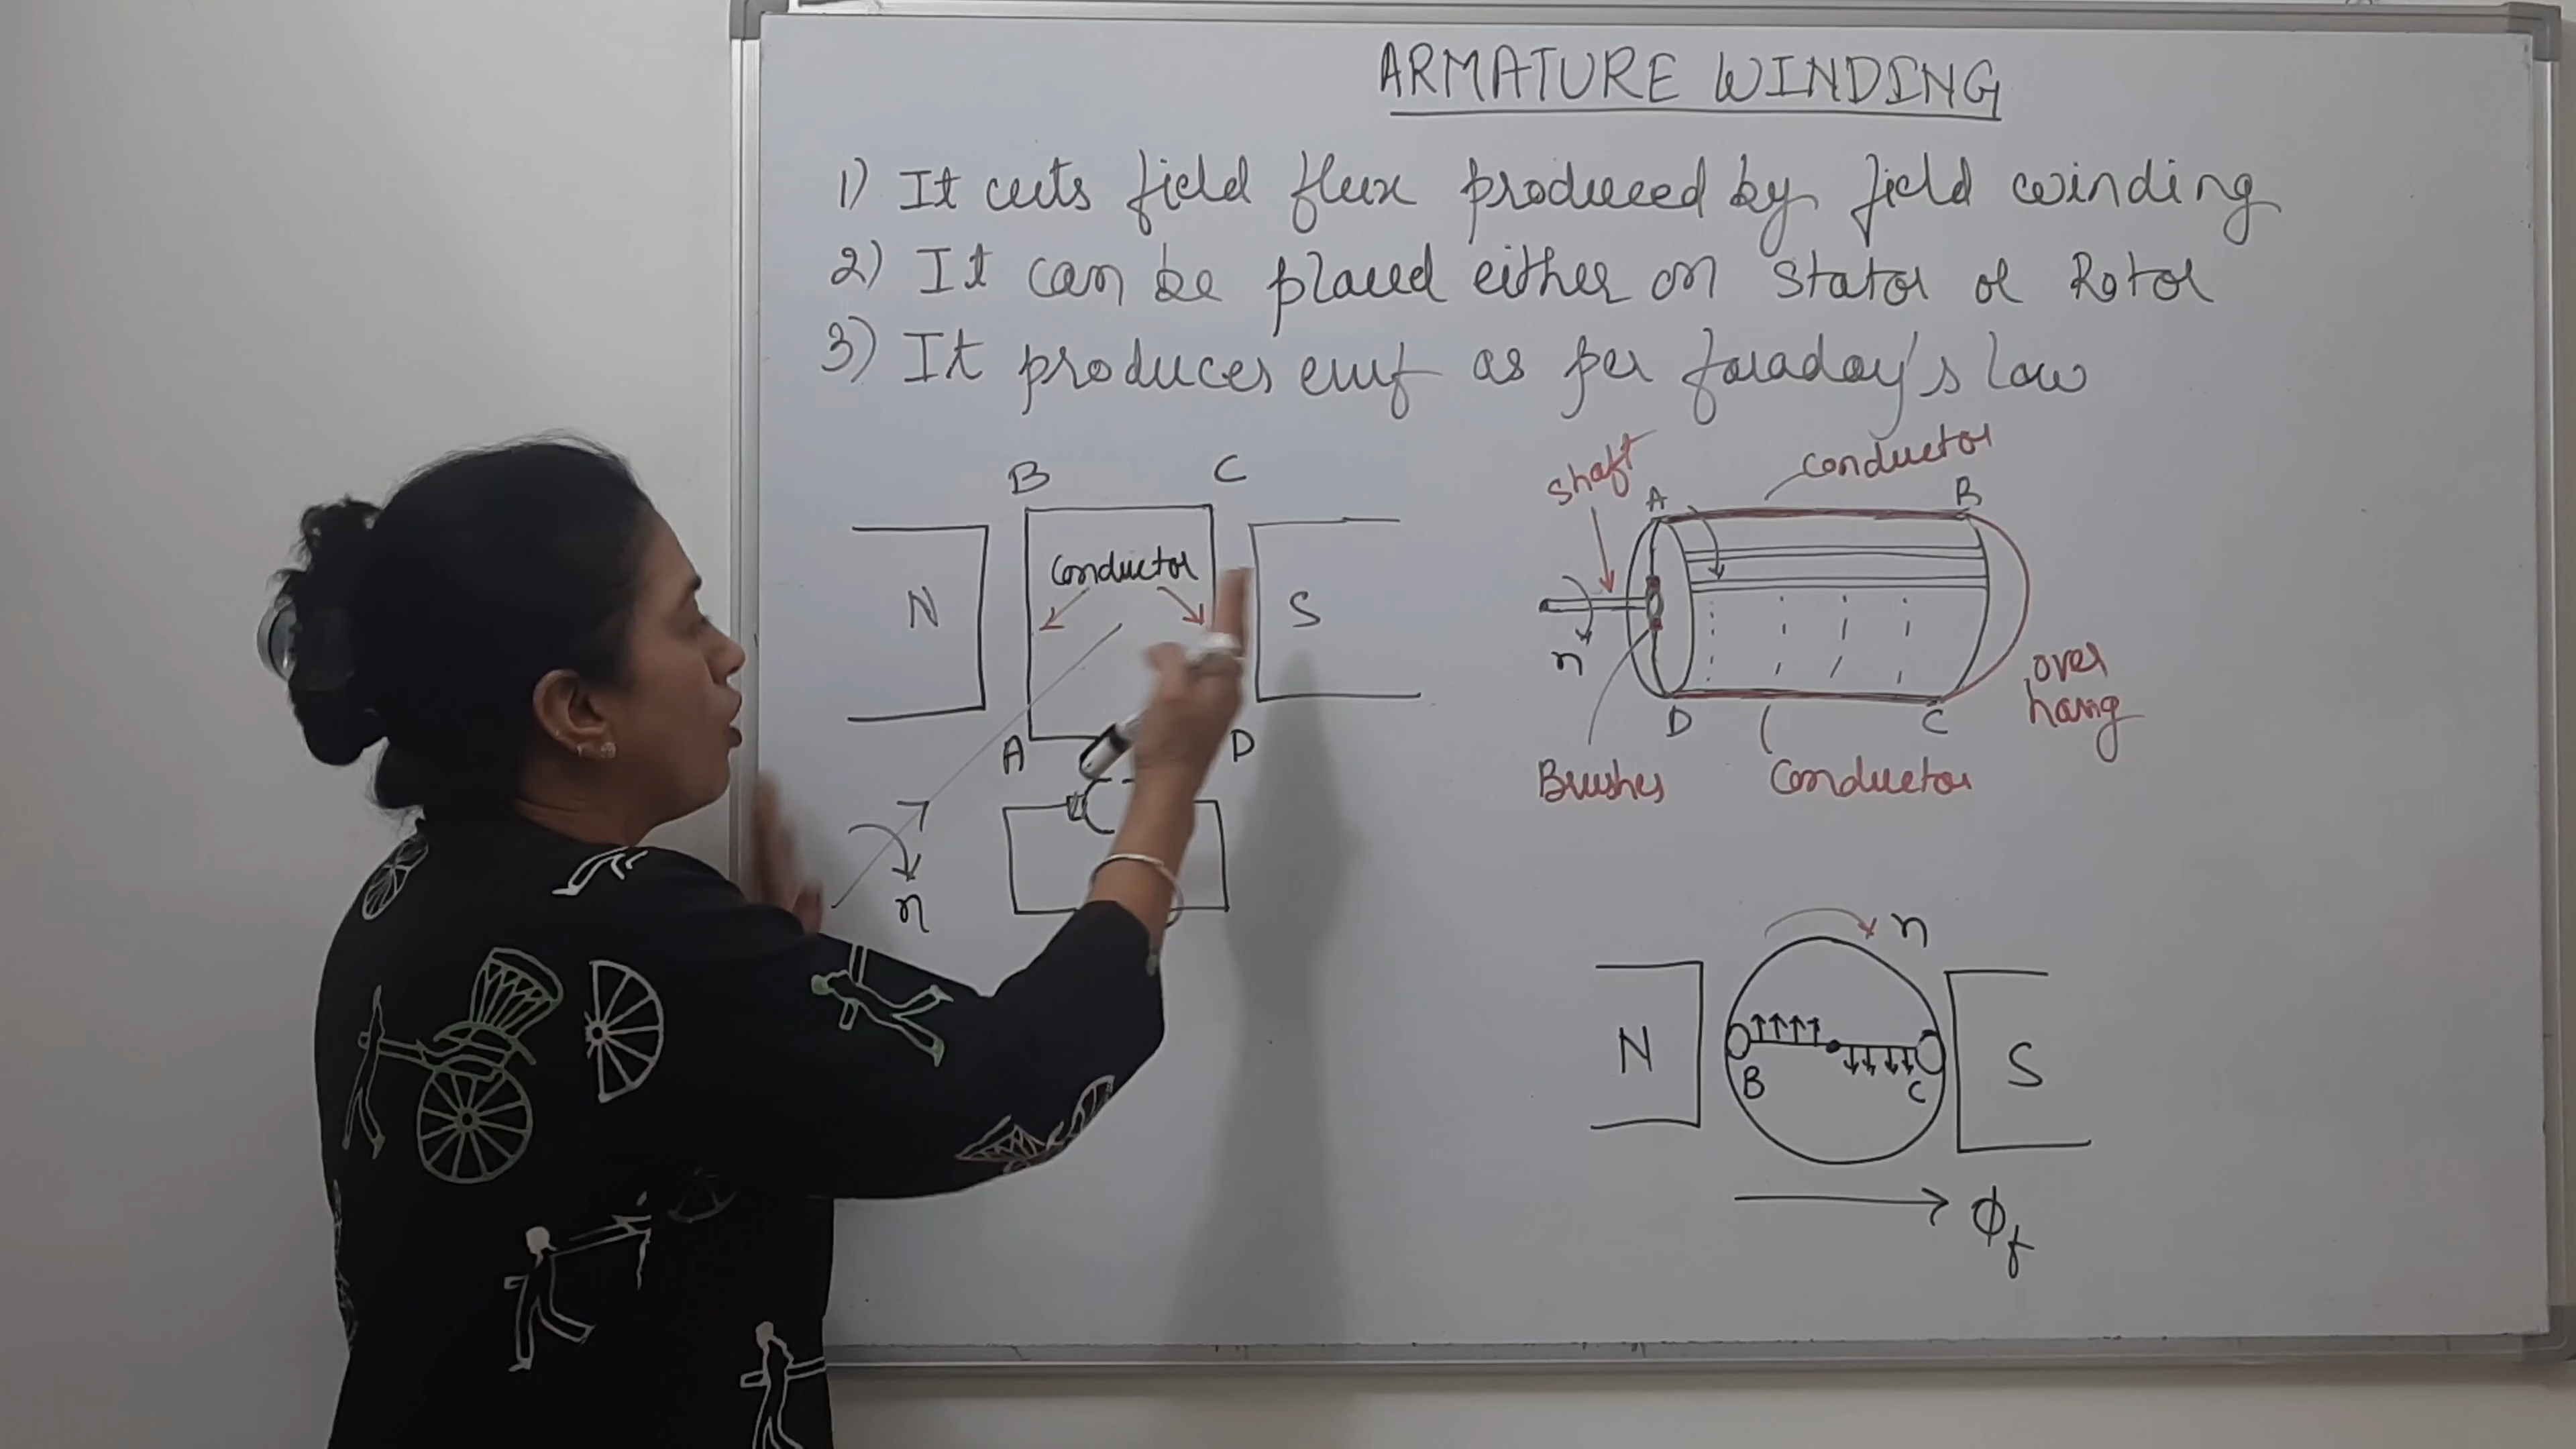 ARMATURE WINDING
1) It cuts field flux produced by field winding
2) It can be placed either on stator or Rotor
3) It produces emf as per faraday's law
B C
conductor
N S
A D
n
shaft conductor
A B
n
over
hang
D C
Brushes Conductor
n
N S
B C
ϕf